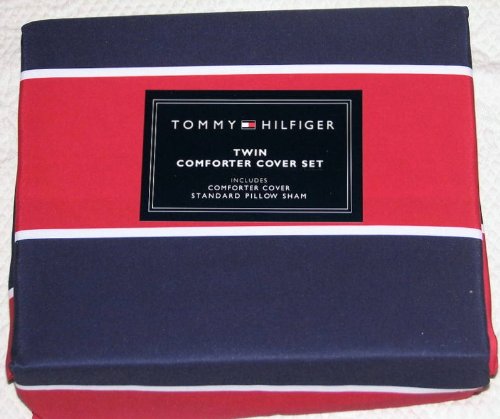 TOMMY HILFIGER
TWIN
COMFORTER COVER SET
INCLUDES
COMFORTER COVER
STANDARD PILLOW SHAM